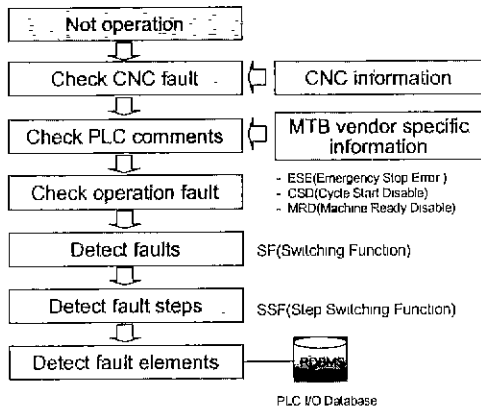 Not operation
Check CNC fault
CNC information
Check PLC comments
MTB vendor specific
information
- ESE(Emergency Stop Error )
- CSD(Cycle Start Disable)
- MRD(Machine Ready Disable)
Check operation fault
Detect faults
SF(Switching Function)
Detect fault steps
SSF(Step Switching Function)
Detect fault elements
RDBMS
PLC I/O Database